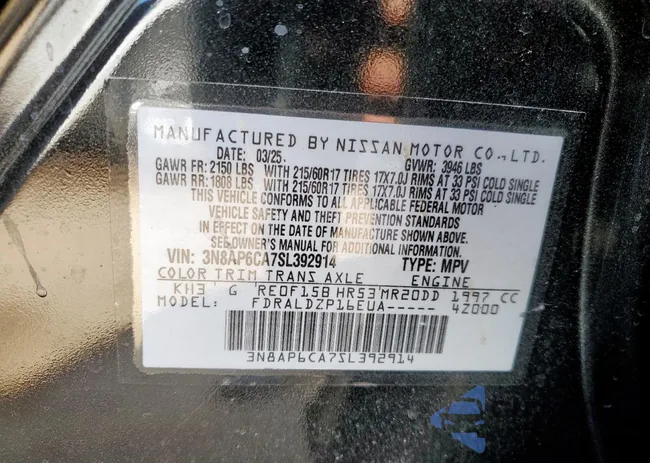 MANUFACTURED BY NISSAN MOTOR CO., LTD.
DATE: 03/25. GVWR: 3946 LBS
GAWR FR: 2150 LBS WITH 215/60R17 TIRES 17X7.0J RIMS AT 33 PSI COLD SINGLE
GAWR RR: 1808 LBS WITH 215/60R17 TIRES 17X7.0J RIMS AT 33 PSI COLD SINGLE
THIS VEHICLE CONFORMS TO ALL APPLICABLE FEDERAL MOTOR
VEHICLE SAFETY AND THEFT PREVENTION STANDARDS
IN EFFECT ON THE DATE OF MANUFACTURE SHOWN ABOVE.
SEE OWNER'S MANUAL FOR ADDITIONAL INFORMATION
VIN: 3N8AP6CA7SL392914 TYPE: MPV
COLOR TRIM TRANS AXLE ENGINE
KH3 G RE0F15B HR53 MR20DD 1997 CC
MODEL: FDRALDZP16EUA----- 4Z000
3N8AP6CA7SL392914